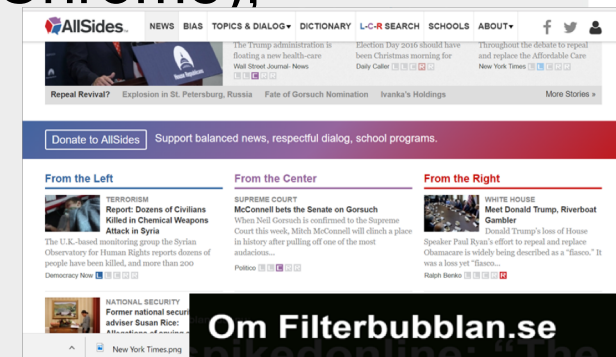 AllSides
NEWS BIAS TOPICS & DIALOG DICTIONARY L-C-R SEARCH SCHOOLS ABOUT
The Trump administration is
floating a new health-care
Wall Street Journal- News
Election Day 2016 should have
been Christmas morning for
Daily Caller
Throughout the debate to repeal
and replace the Affordable Care
New York Times
Repeal Revival? Explosion in St. Petersburg, Russia Fate of Gorsuch Nomination Ivanka's Holdings More Stories »
Donate to AllSides Support balanced news, respectful dialog, school programs.
From the Left
TERRORISM
Report: Dozens of Civilians
Killed in Chemical Weapons
Attack in Syria
The U.K.-based monitoring group the Syrian
Observatory for Human Rights reports dozens of
people have been killed, and more than 200
Democracy Now L
From the Center
SUPREME COURT
McConnell bets the Senate on Gorsuch
When Neil Gorsuch is confirmed to the Supreme
Court this week, Mitch McConnell will clinch a place
in history after pulling off one of the most
audacious...
Politico C
From the Right
WHITE HOUSE
Meet Donald Trump, Riverboat
Gambler
Donald Trump's loss of House
Speaker Paul Ryan's effort to repeal and replace
Obamacare is widely being described as a "fiasco." It
was a loss yet "fiasco...
Ralph Benko R
NATIONAL SECURITY
Former national securi
adviser Susan Rice:
New York Times.png
Om Filterbubblan.se